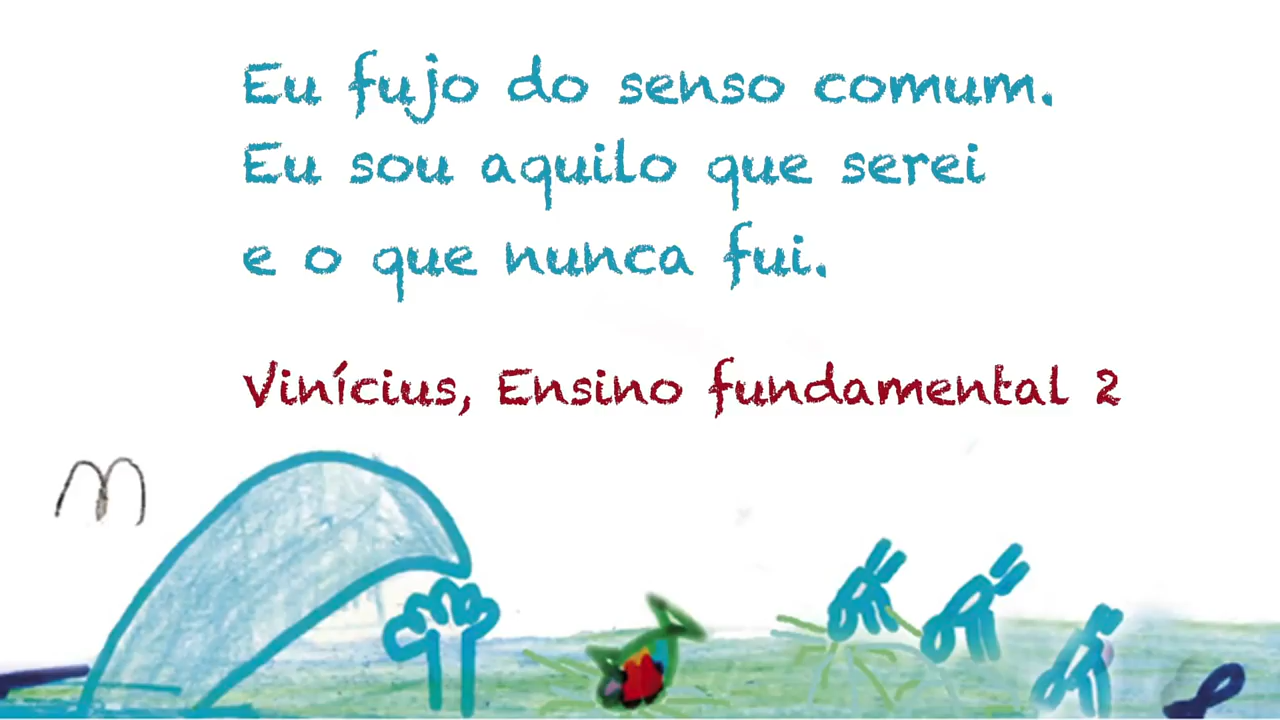 Eu fujo do senso comum.
Eu sou aquilo que serei
e o que nunca fui.
Vinícius, Ensino fundamental 2